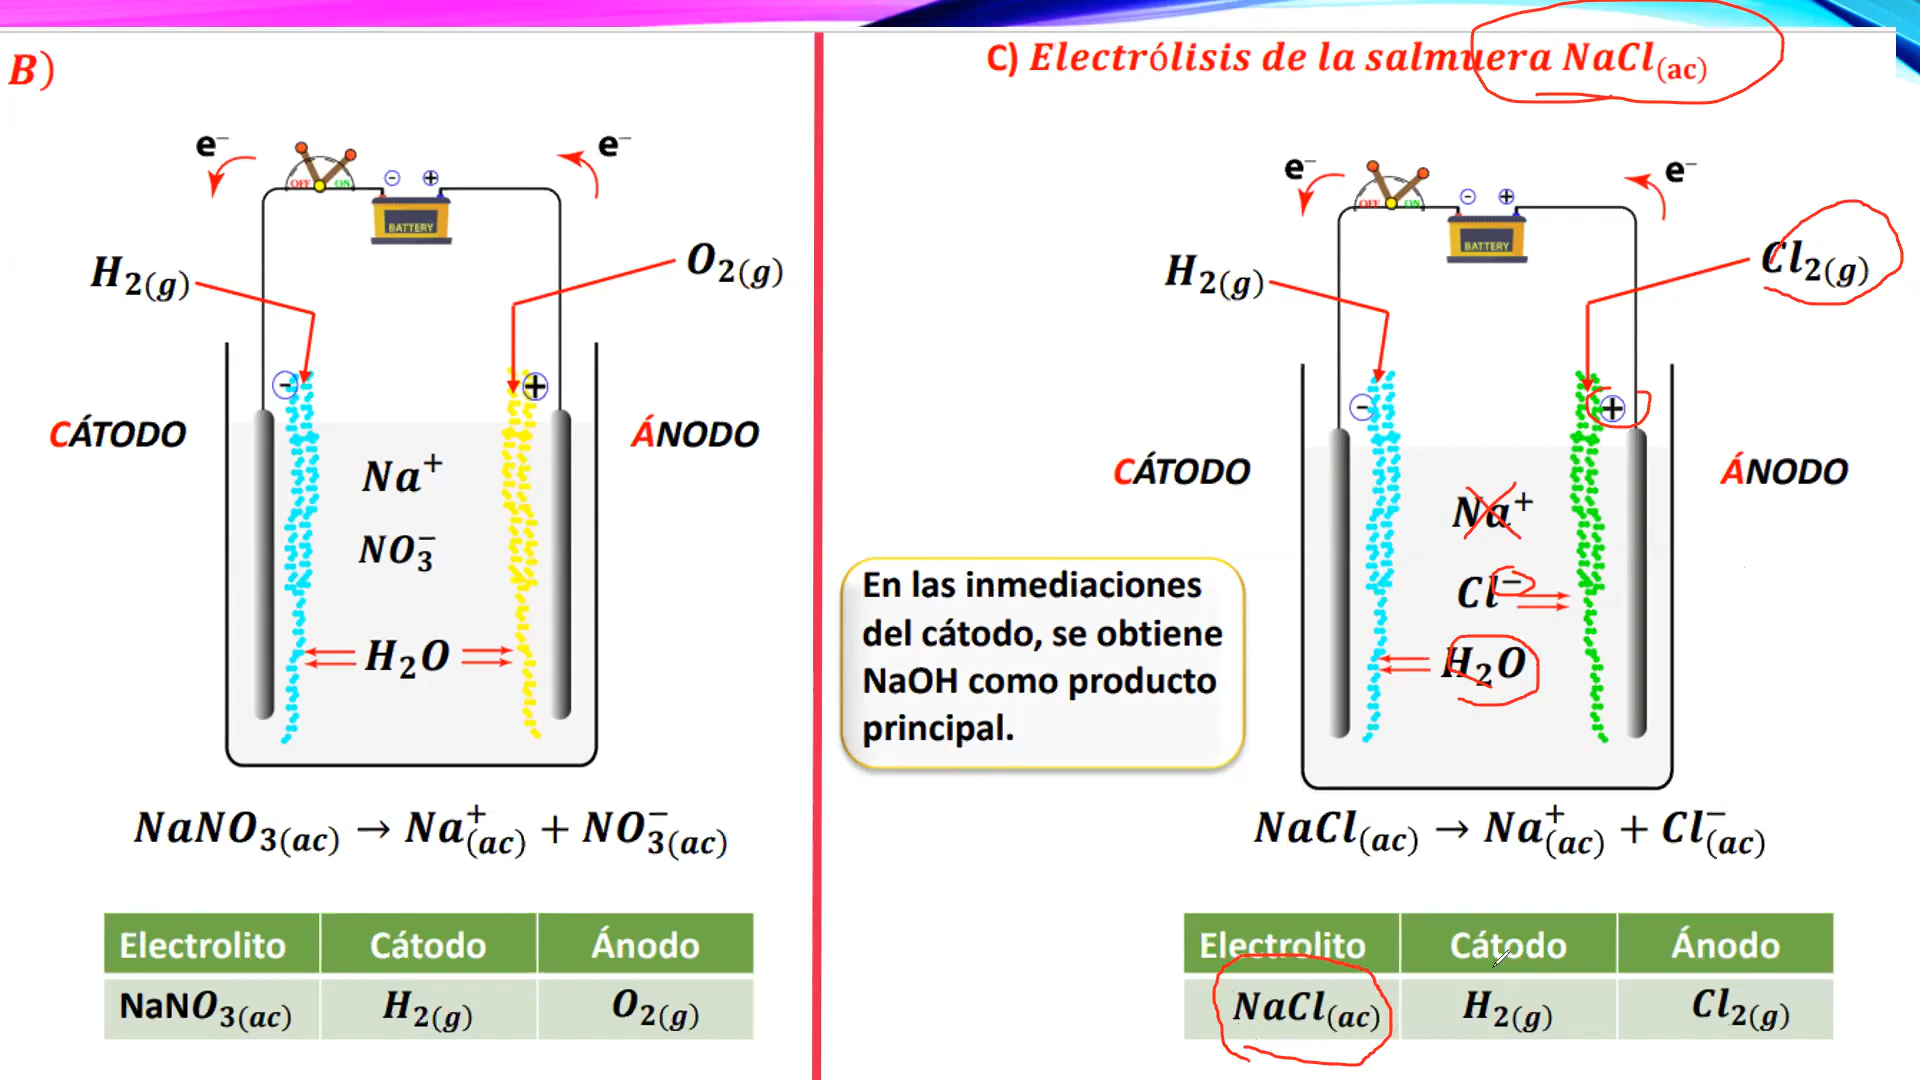 B)
e⁻
e⁻
OFF ON
- +
BATTERY
H₂(g)
O₂(g)
- +
CÁTODO
ÁNODO
Na⁺
NO₃⁻
H₂O
NaNO₃(ac) → Na⁺(ac) + NO₃⁻(ac)
Electrolito Cátodo Ánodo
NaNO₃(ac) H₂(g) O₂(g)
C) Electrólisis de la salmuera NaCl(ac)
e⁻
e⁻
OFF ON
- +
BATTERY
H₂(g)
Cl₂(g)
- +
CÁTODO
ÁNODO
Na⁺
Cl⁻
H₂O
En las inmediaciones
del cátodo, se obtiene
NaOH como producto
principal.
NaCl(ac) → Na⁺(ac) + Cl⁻(ac)
Electrolito Cátodo Ánodo
NaCl(ac) H₂(g) Cl₂(g)